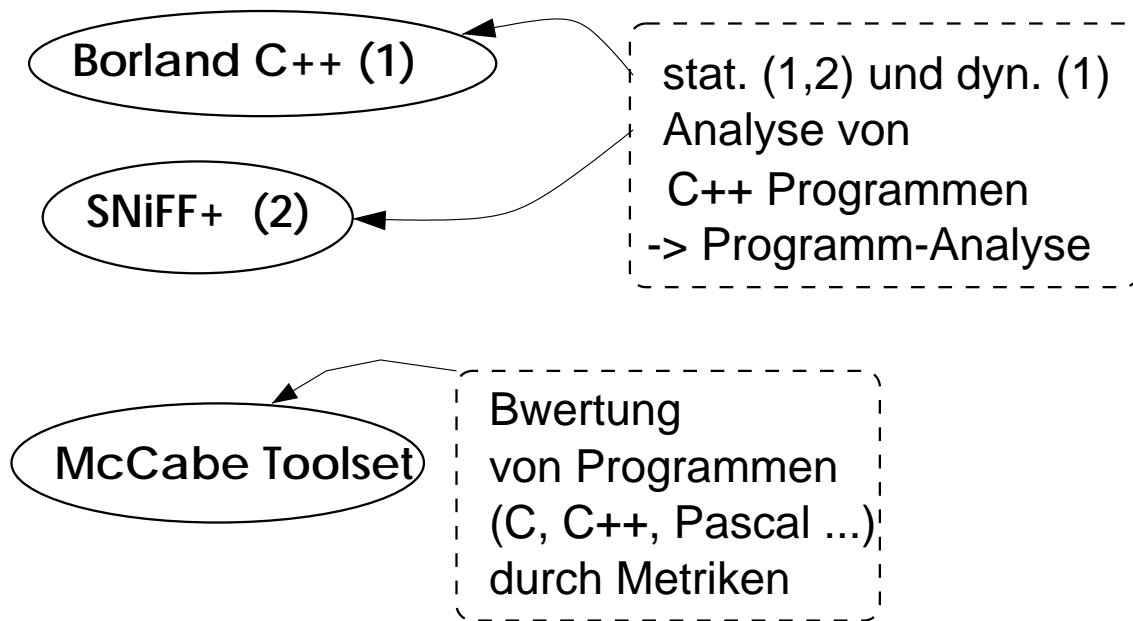 Borland C++ (1)
stat. (1,2) und dyn. (1)
Analyse von
C++ Programmen
-> Programm-Analyse
SNiFF+ (2)
McCabe Toolset
Bwertung
von Programmen
(C, C++, Pascal ...)
durch Metriken